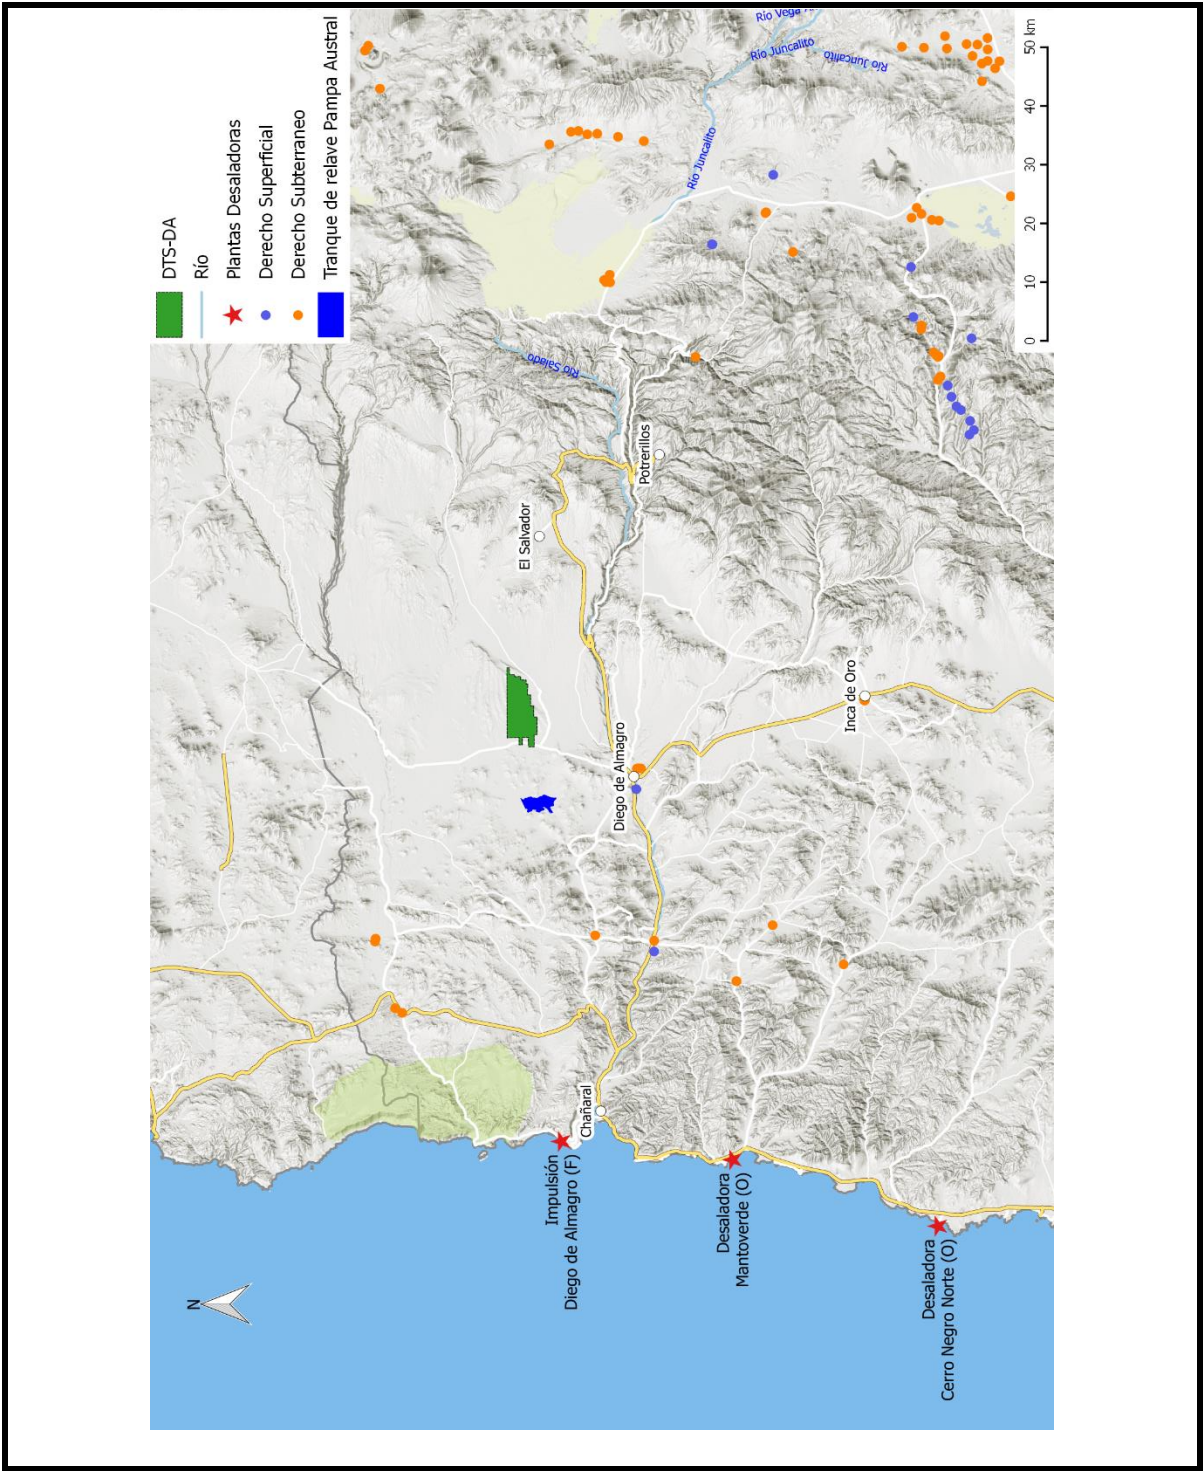 DTS-DA
Río
Plantas Desaladoras
Derecho Superficial
Derecho Subterraneo
Tranque de relave Pampa Austral
0 10 20 30 40 50 km
N
Río Juncalito
Río Juncalito
Río Juncalito
Río Salado
El Salvador
Potrerillos
Diego de Almagro
Inca de Oro
Chañaral
Impulsión
Diego de Almagro (F)
Desaladora
Mantoverde (O)
Desaladora
Cerro Negro Norte (O)
Río Vega